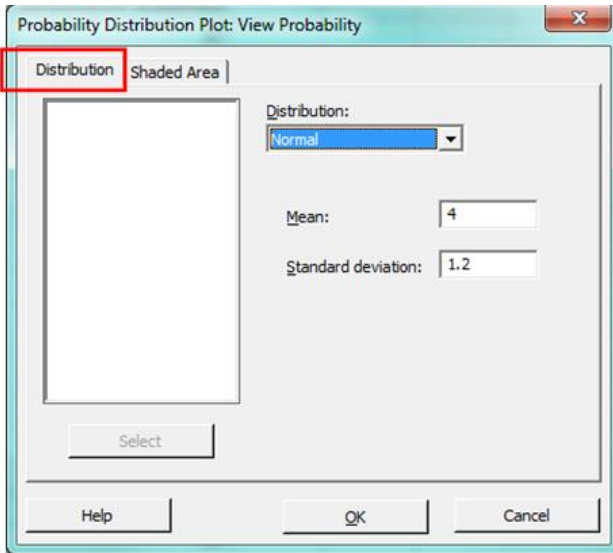 Probability Distribution Plot: View Probability
Distribution Shaded Area
Distribution:
Normal
Mean: 4
Standard deviation: 1.2
Select
Help OK Cancel